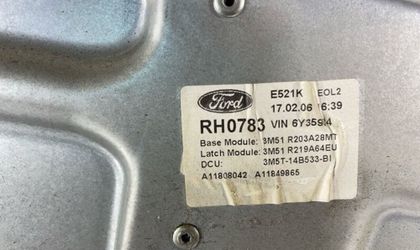 Ford E521K EOL2
17.02.06 16:39
RH0783 VIN 6Y35984
Base Module: 3M51 R203A28MT
Latch Module: 3M51 R219A64EU
DCU: 3M5T-14B533-BI
A11808042 A11849865